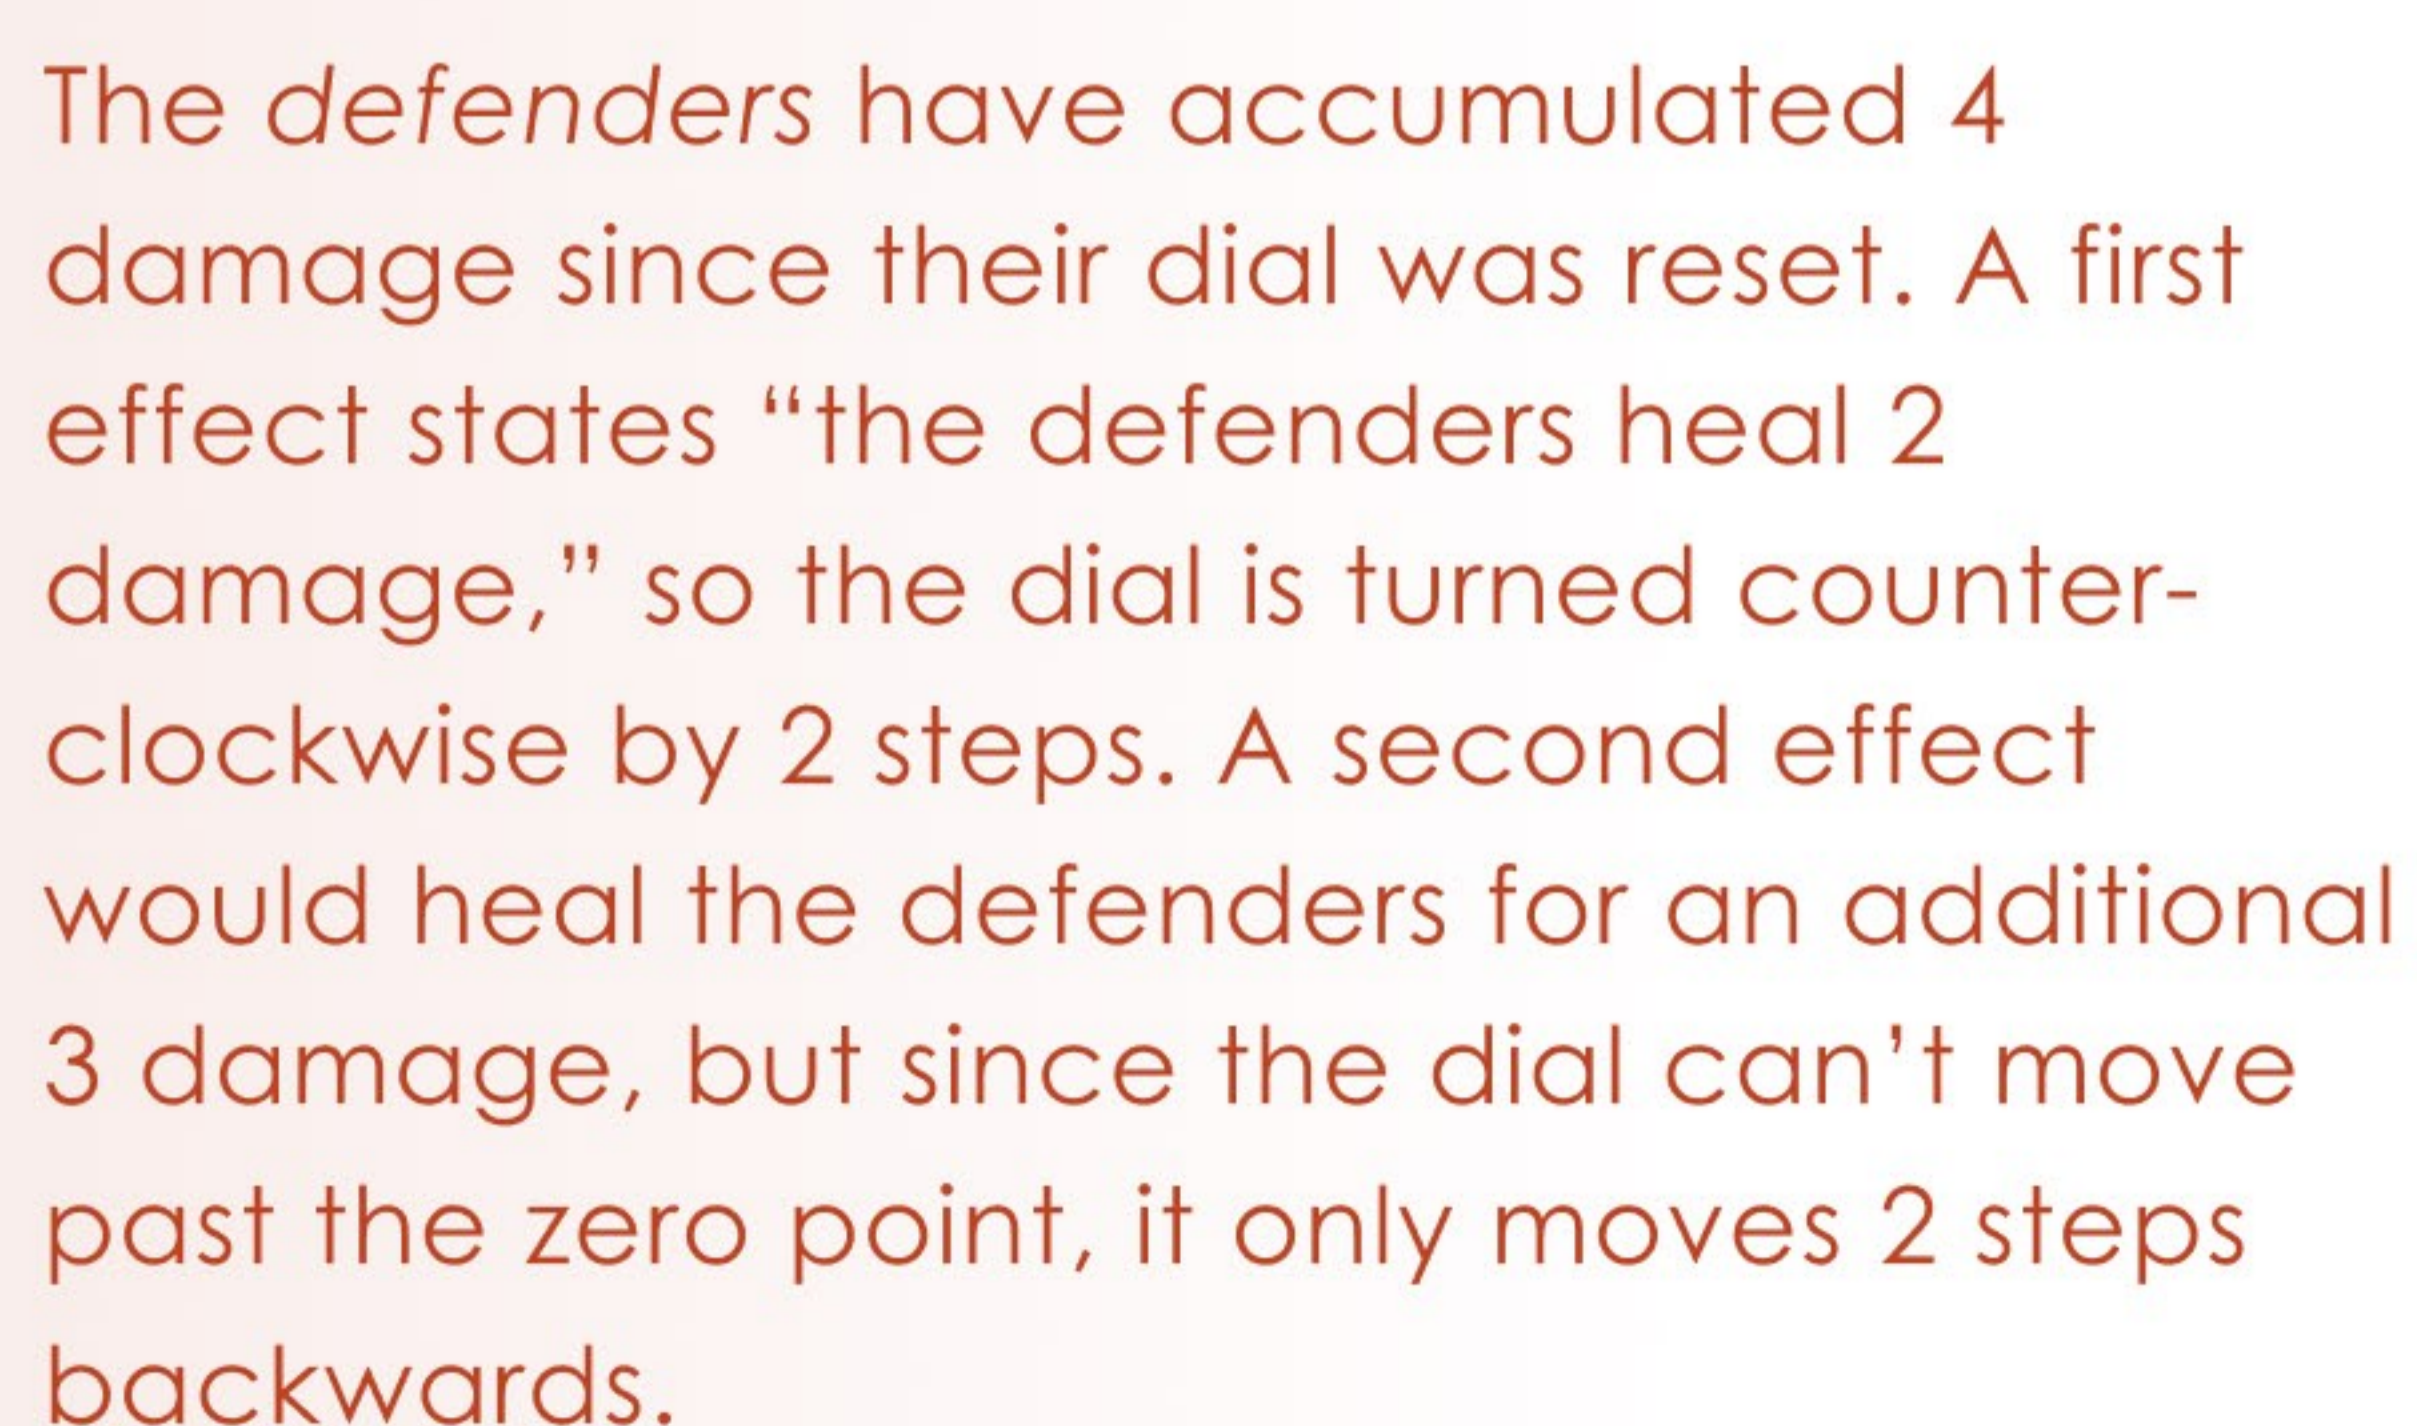 The defenders have accumulated 4
damage since their dial was reset. A first
effect states “the defenders heal 2
damage,” so the dial is turned counter-
clockwise by 2 steps. A second effect
would heal the defenders for an additional
3 damage, but since the dial can’t move
past the zero point, it only moves 2 steps
backwards.